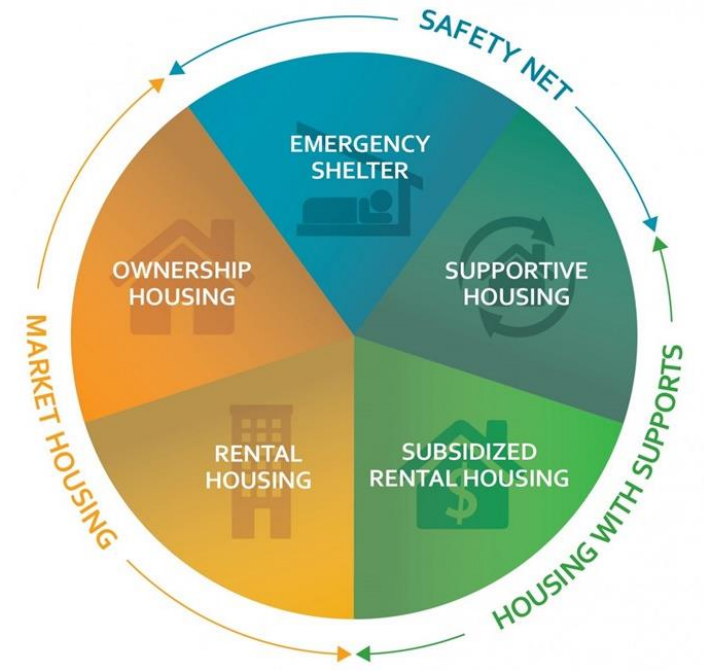 SAFETY NET
EMERGENCY
SHELTER
OWNERSHIP
HOUSING
SUPPORTIVE
HOUSING
MARKET HOUSING
RENTAL
HOUSING
SUBSIDIZED
RENTAL HOUSING
$
HOUSING WITH SUPPORTS